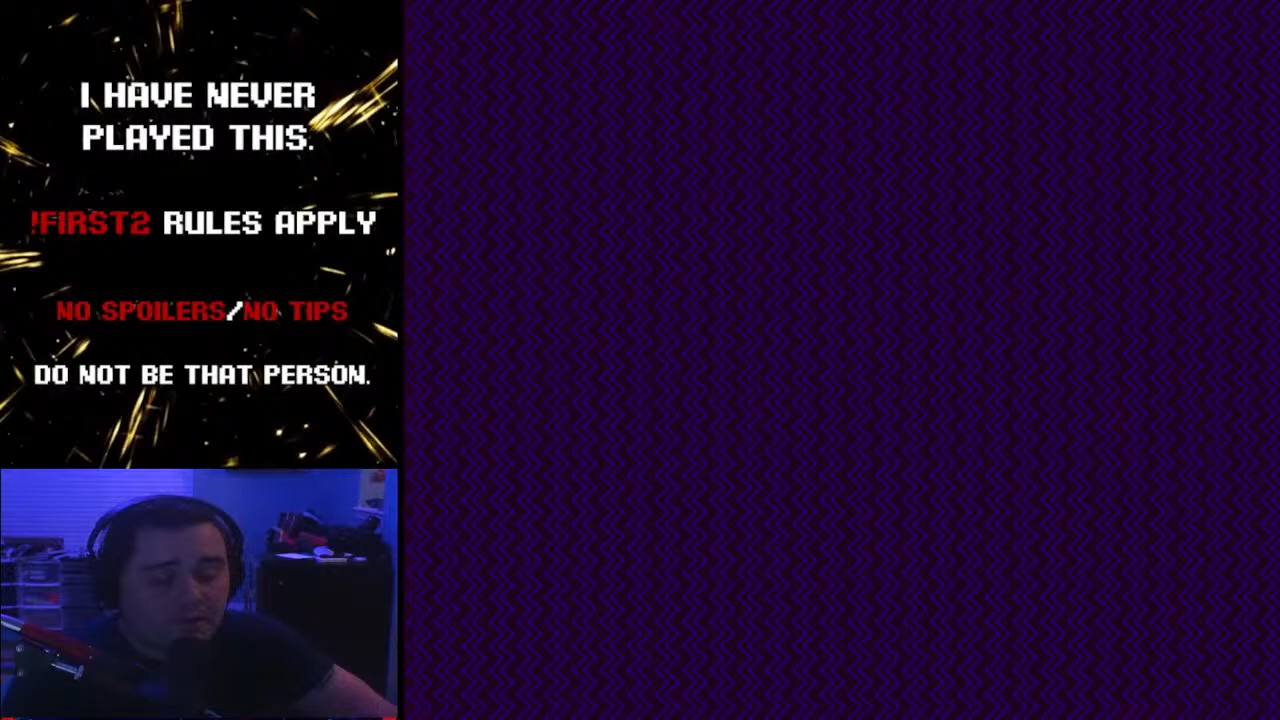 I HAVE NEVER
PLAYED THIS.
!FIRST2 RULES APPLY
NO SPOILERS/NO TIPS
DO NOT BE THAT PERSON.